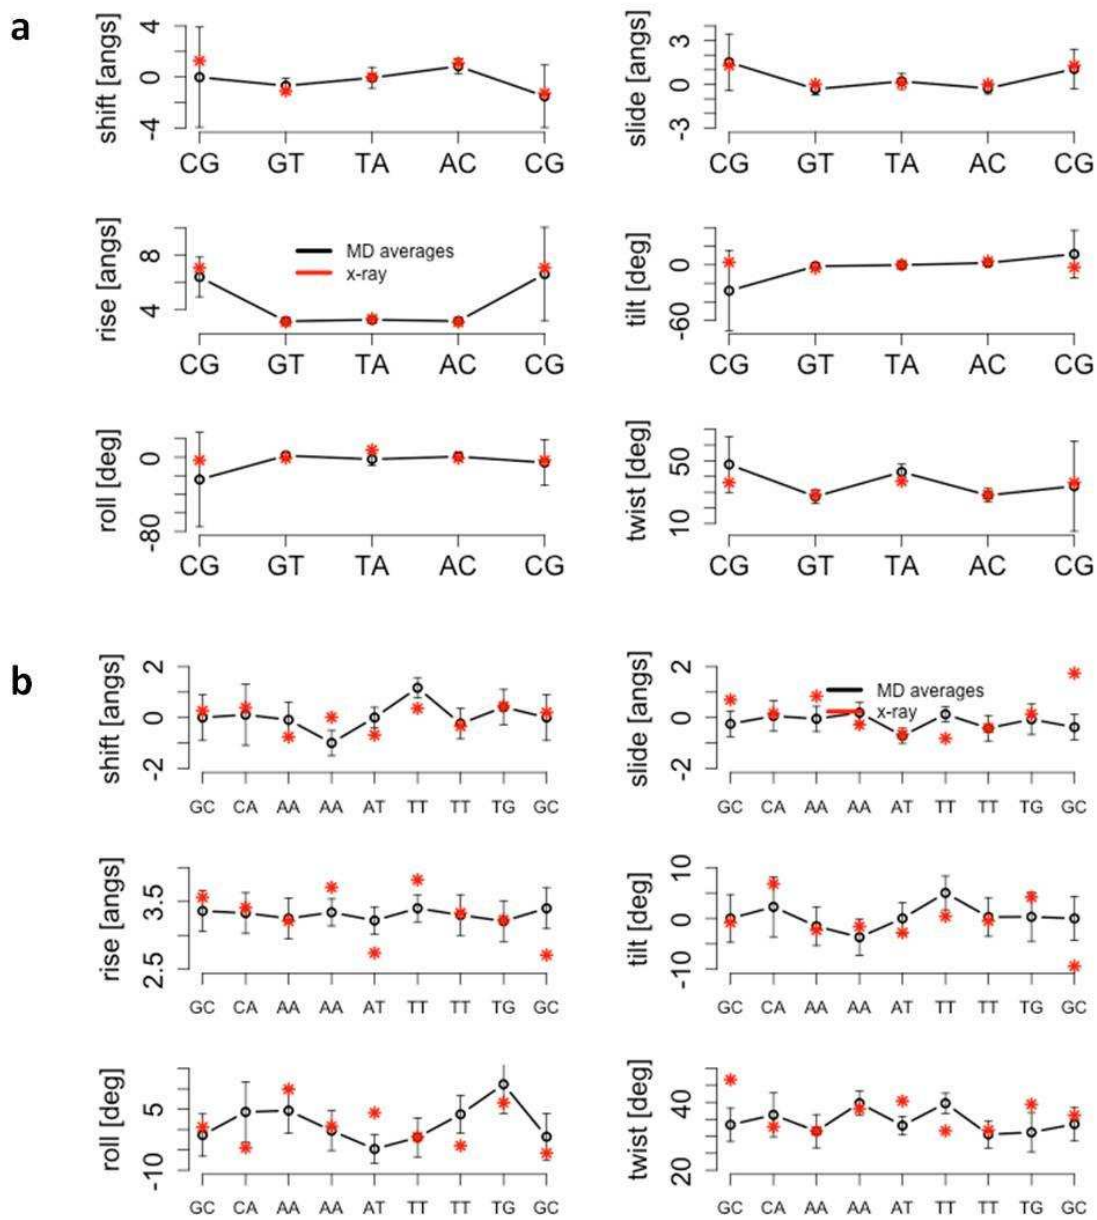 a
shift [angs]
4
0
-4
CG GT TA AC CG
slide [angs]
3
0
-3
CG GT TA AC CG
rise [angs]
8
4
MD averages
x-ray
CG GT TA AC CG
tilt [deg]
0
-60
CG GT TA AC CG
roll [deg]
0
-80
CG GT TA AC CG
twist [deg]
50
10
CG GT TA AC CG
b
shift [angs]
2
0
-2
GC CA AA AA AT TT TT TG GC
slide [angs]
2
0
-2
MD averages
x-ray
GC CA AA AA AT TT TT TG GC
rise [angs]
3.5
2.5
GC CA AA AA AT TT TT TG GC
tilt [deg]
10
0
-10
GC CA AA AA AT TT TT TG GC
roll [deg]
5
-10
GC CA AA AA AT TT TT TG GC
twist [deg]
40
20
GC CA AA AA AT TT TT TG GC